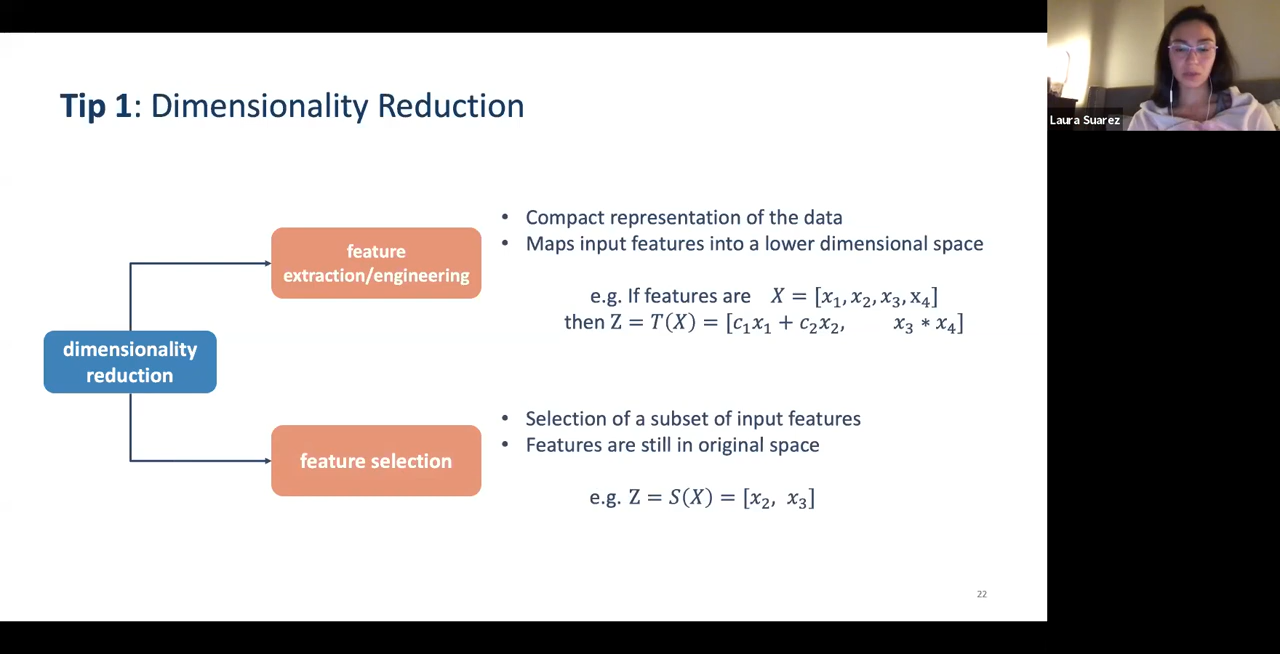 Tip 1: Dimensionality Reduction
Laura Suarez
feature
extraction/engineering
• Compact representation of the data
• Maps input features into a lower dimensional space
e.g. If features are X = [x₁, x₂, x₃, x₄]
then Z = T(X) = [c₁x₁ + c₂x₂, x₃ * x₄]
dimensionality
reduction
feature selection
• Selection of a subset of input features
• Features are still in original space
e.g. Z = S(X) = [x₂, x₃]
22